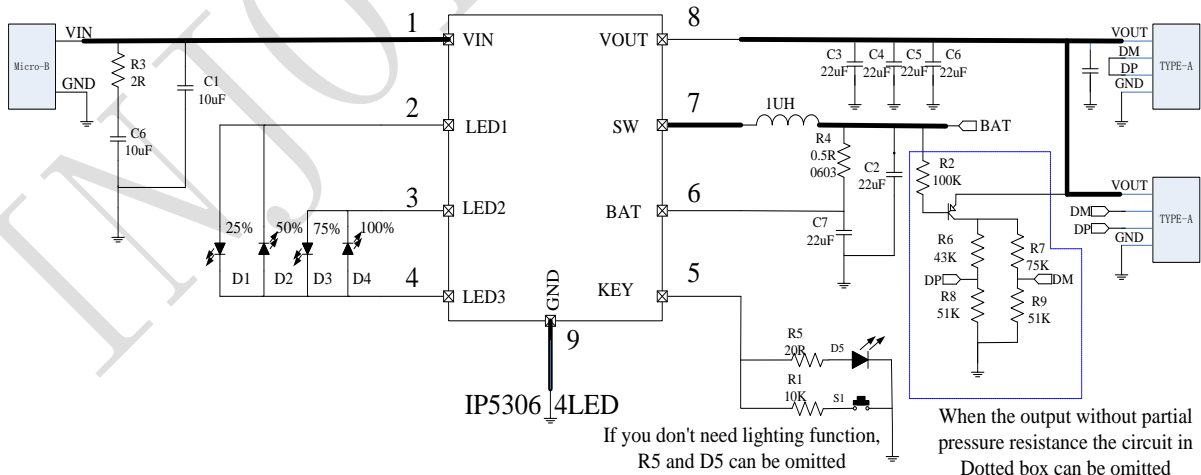 INJO
Micro-B
VIN
GND
R3
2R
C6
10uF
C1
10uF
1
2
3
4
VIN
LED1
LED2
LED3
25%
50%
75%
100%
D1
D2
D3
D4
GND
9
IP5306 4LED
VOUT
SW
BAT
KEY
8
7
6
5
C3
22uF
C4
22uF
C5
22uF
C6
22uF
1UH
BAT
R4
0.5R
0603
C2
22uF
C7
22uF
R2
100K
R6
43K
R7
75K
DP
DM
R8
51K
R9
51K
VOUT
DM
DP
GND
TYPE-A
VOUT
DM
DP
GND
TYPE-A
R5
20R
D5
R1
10K
S1
If you don't need lighting function,
R5 and D5 can be omitted
When the output without partial
pressure resistance the circuit in
Dotted box can be omitted